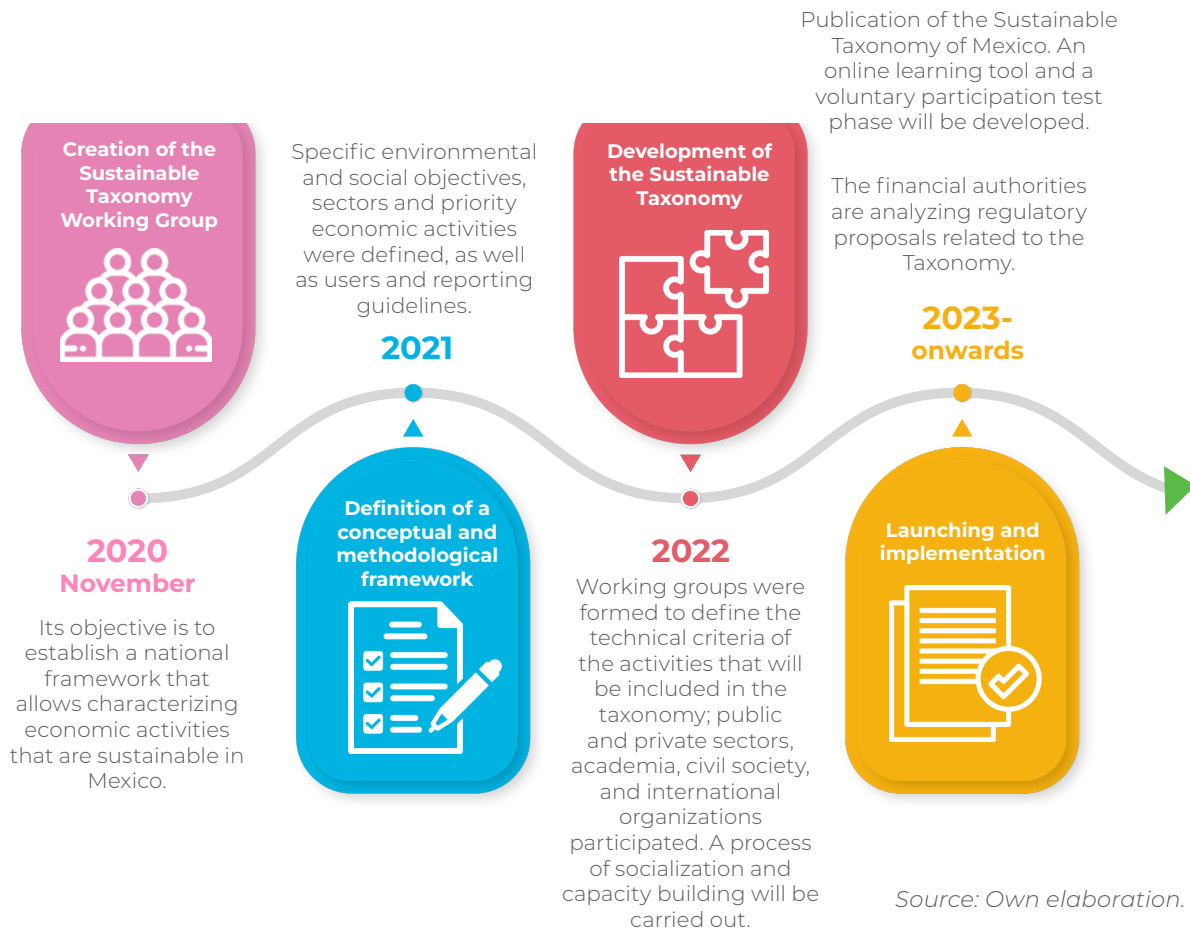 Creation of the
Sustainable
Taxonomy
Working Group
2020
November
Its objective is to
establish a national
framework that
allows characterizing
economic activities
that are sustainable in
Mexico.
Specific environmental
and social objectives,
sectors and priority
economic activities
were defined, as well
as users and reporting
guidelines.
2021
Definition of a
conceptual and
methodological
framework
Development of
the Sustainable
Taxonomy
2022
Working groups were
formed to define the
technical criteria of
the activities that will
be included in the
taxonomy; public
and private sectors,
academia, civil society,
and international
organizations
participated. A process
of socialization and
capacity building will be
carried out.
Publication of the Sustainable
Taxonomy of Mexico. An
online learning tool and a
voluntary participation test
phase will be developed.
The financial authorities
are analyzing regulatory
proposals related to the
Taxonomy.
2023-
onwards
Launching and
implementation
Source: Own elaboration.